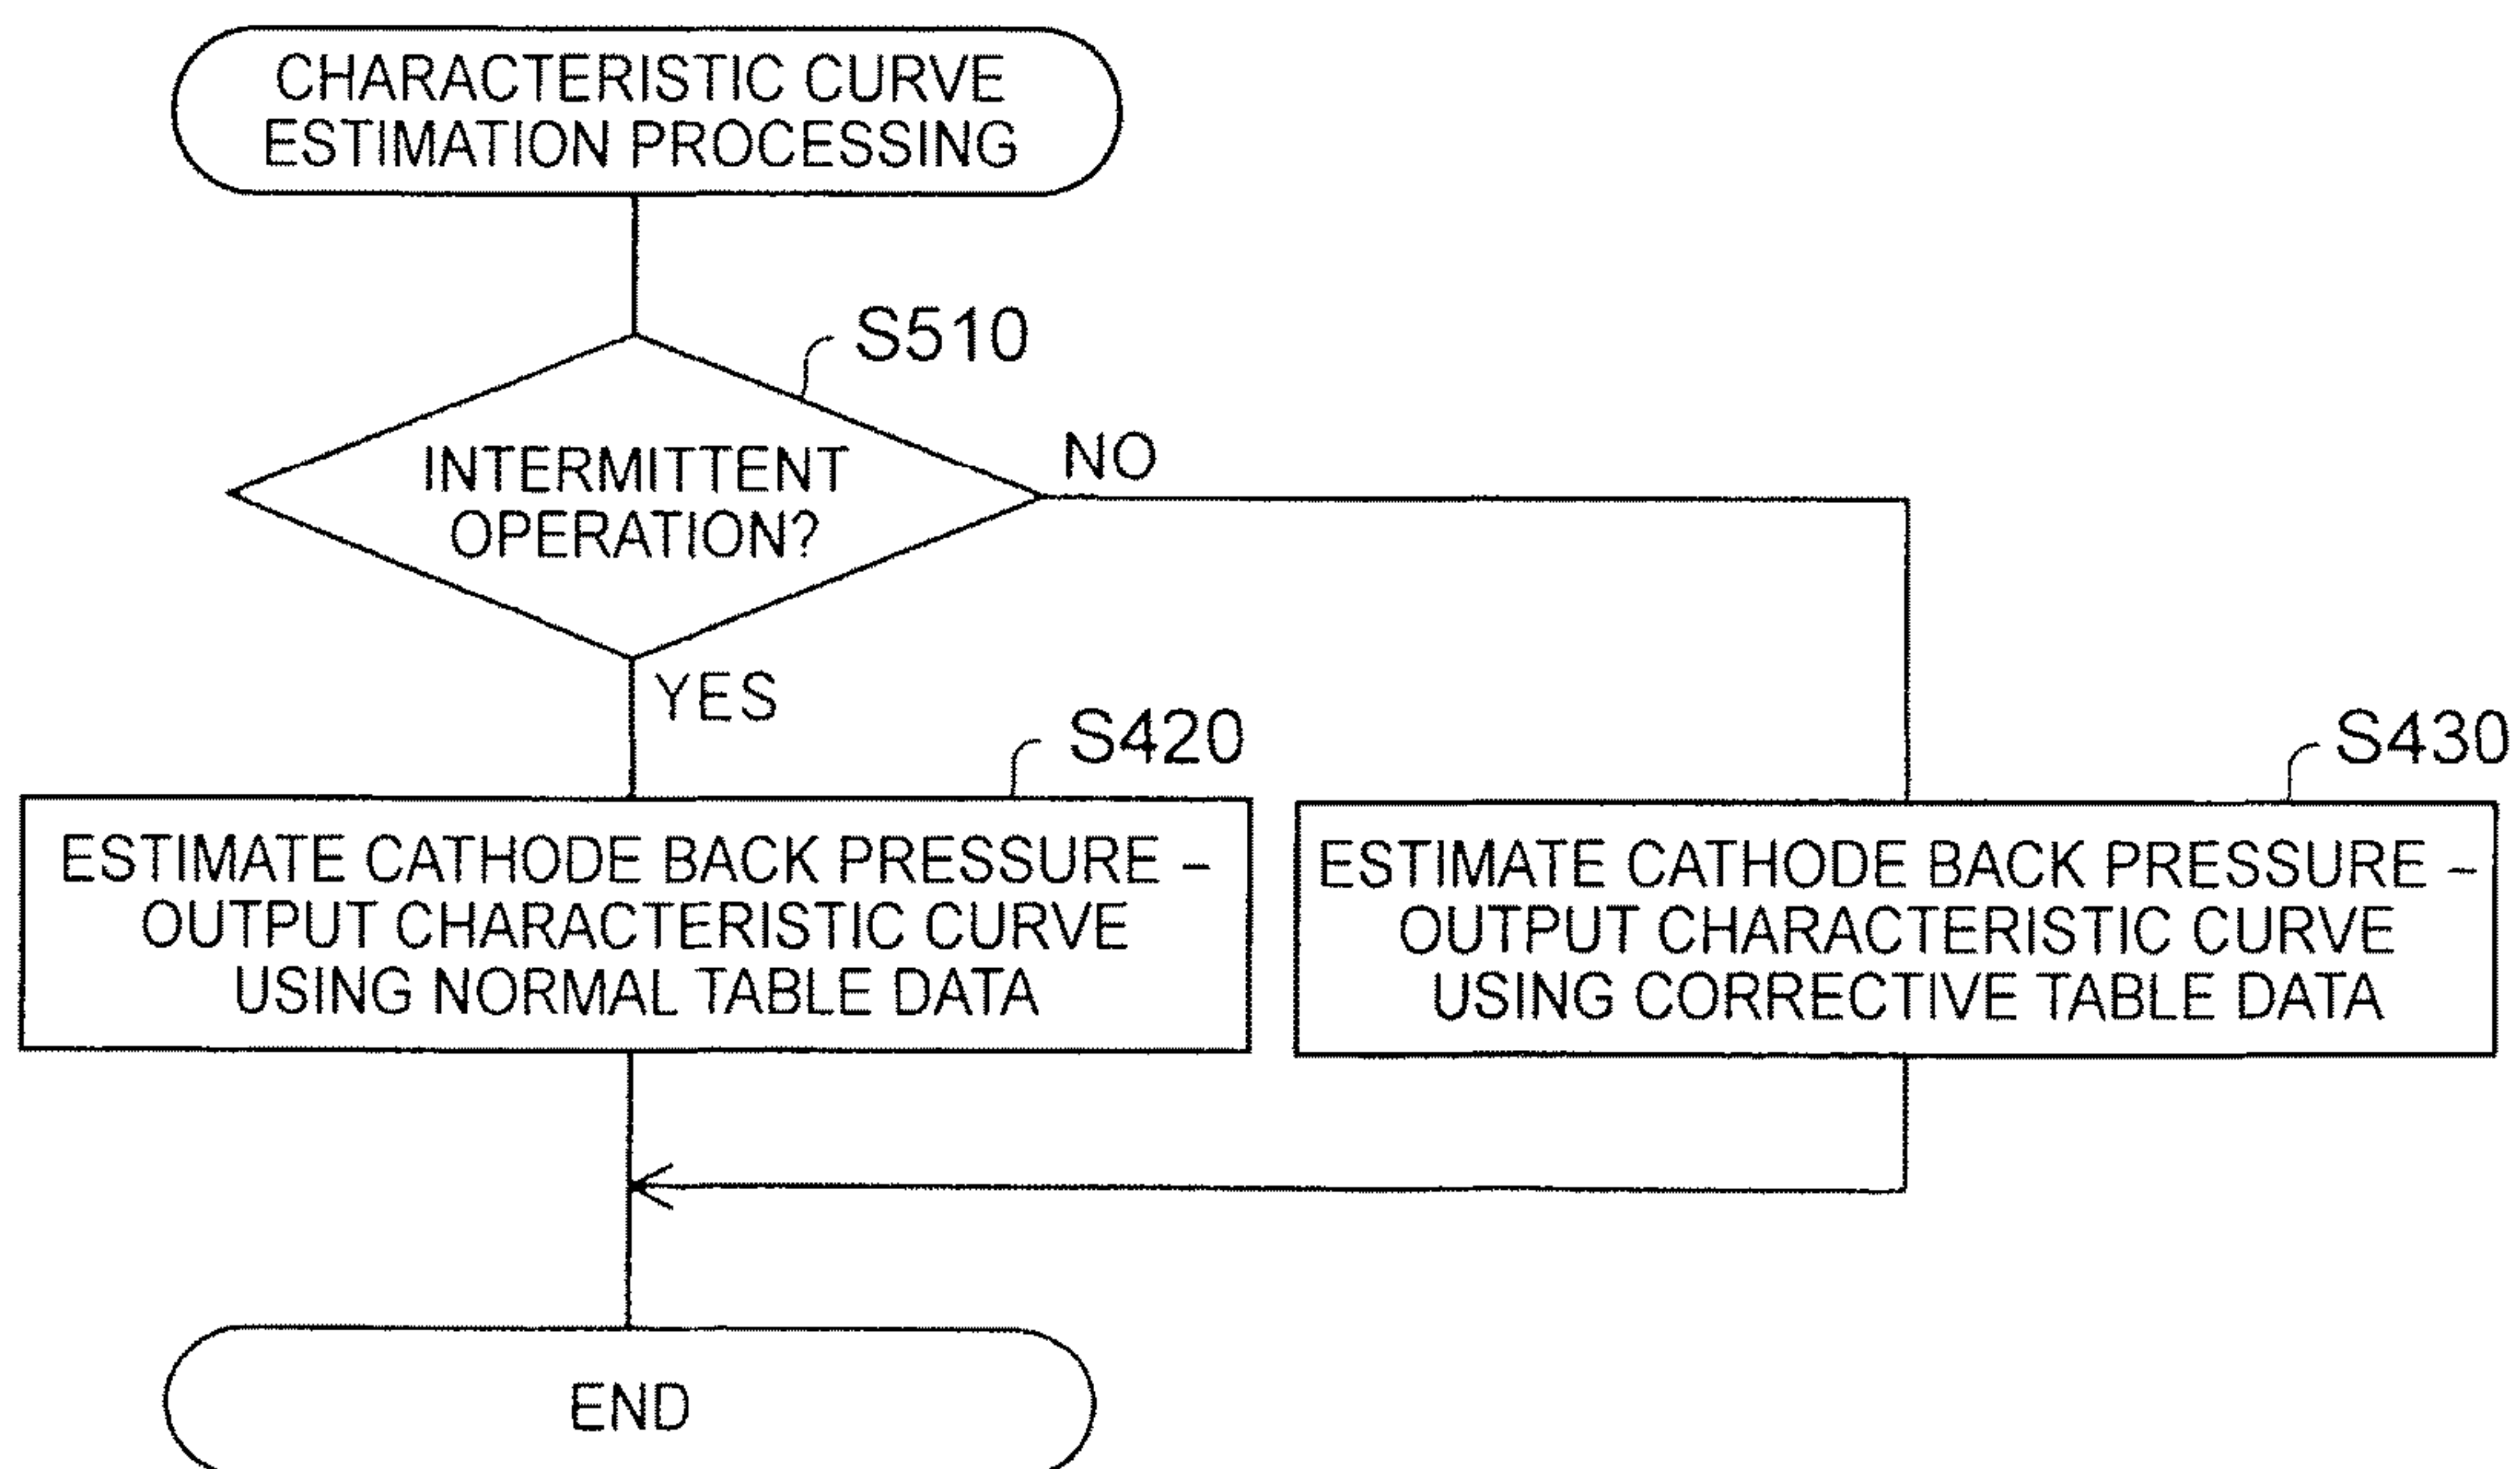 CHARACTERISTIC CURVE
ESTIMATION PROCESSING
S510
INTERMITTENT
OPERATION?
NO
YES
S420
ESTIMATE CATHODE BACK PRESSURE –
OUTPUT CHARACTERISTIC CURVE
USING NORMAL TABLE DATA
S430
ESTIMATE CATHODE BACK PRESSURE –
OUTPUT CHARACTERISTIC CURVE
USING CORRECTIVE TABLE DATA
END